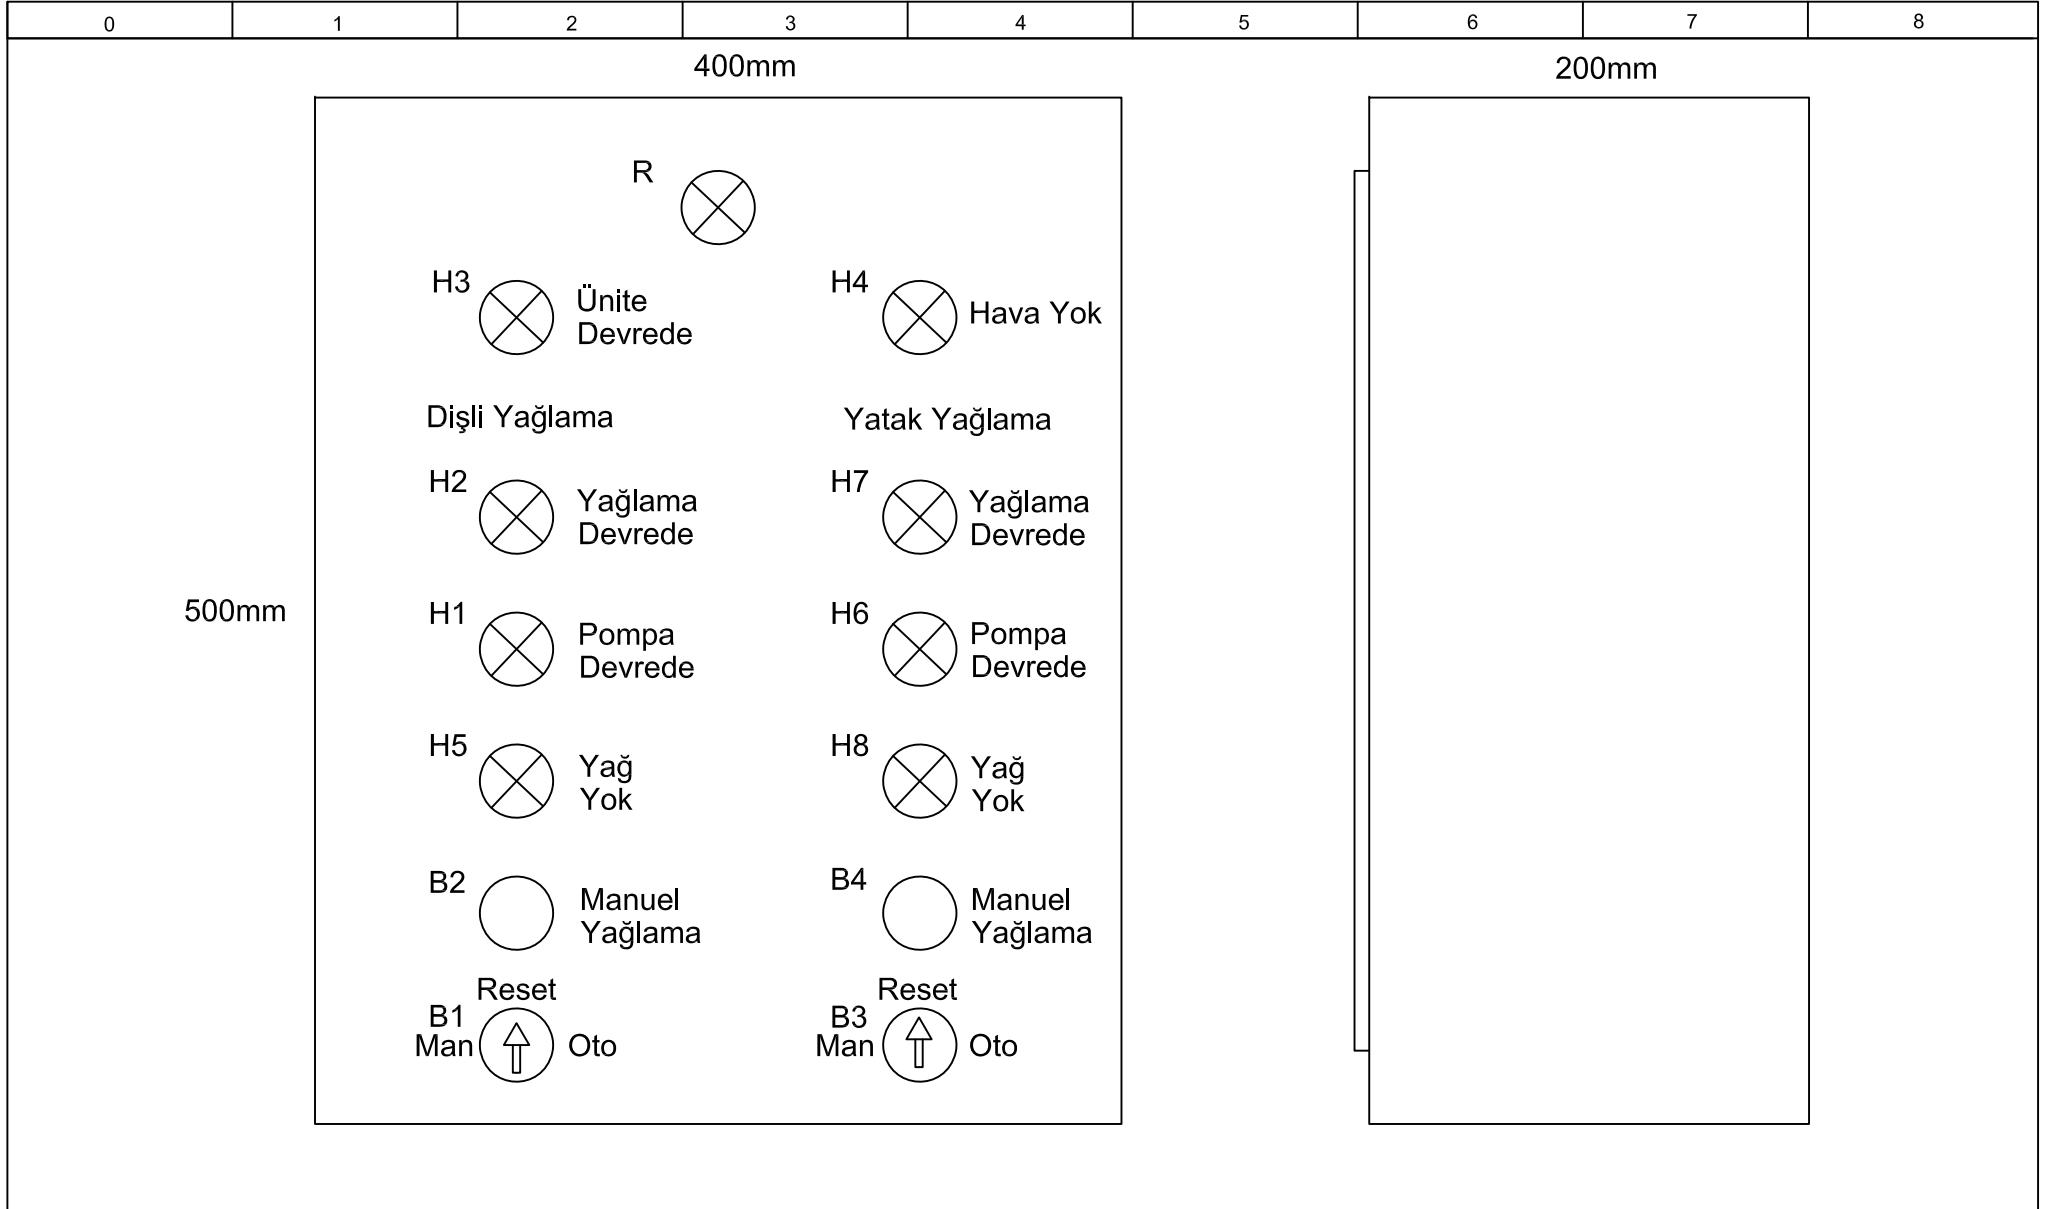 0 1 2 3 4 5 6 7 8
400mm 200mm
R
H3 H4
Ünite
Devrede
Hava Yok
Dişli Yağlama Yatak Yağlama
H2 H7
Yağlama Yağlama
Devrede Devrede
500mm
H1 H6
Pompa Pompa
Devrede Devrede
H5 H8
Yağ Yağ
Yok Yok
B2 B4
Manuel Manuel
Yağlama Yağlama
Reset Reset
B1 B3
Man Oto Man Oto